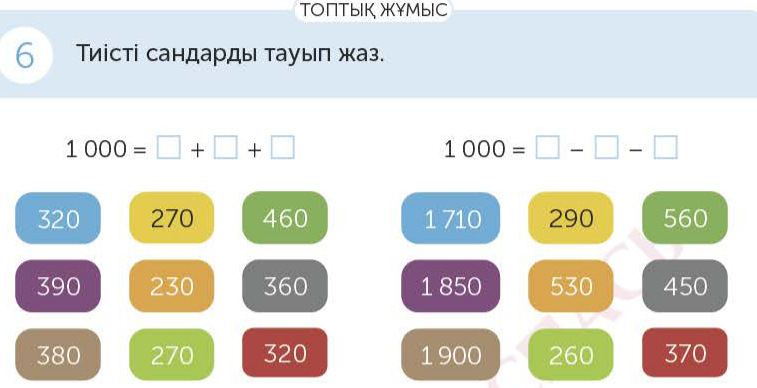 ТОПТЫҚ ЖҰМЫС
6 Тиісті сандарды тауып жаз.
1 000 = □ + □ + □
1 000 = □ – □ – □
320 270 460
1 710 290 560
390 230 360
1 850 530 450
380 270 320
1 900 260 370